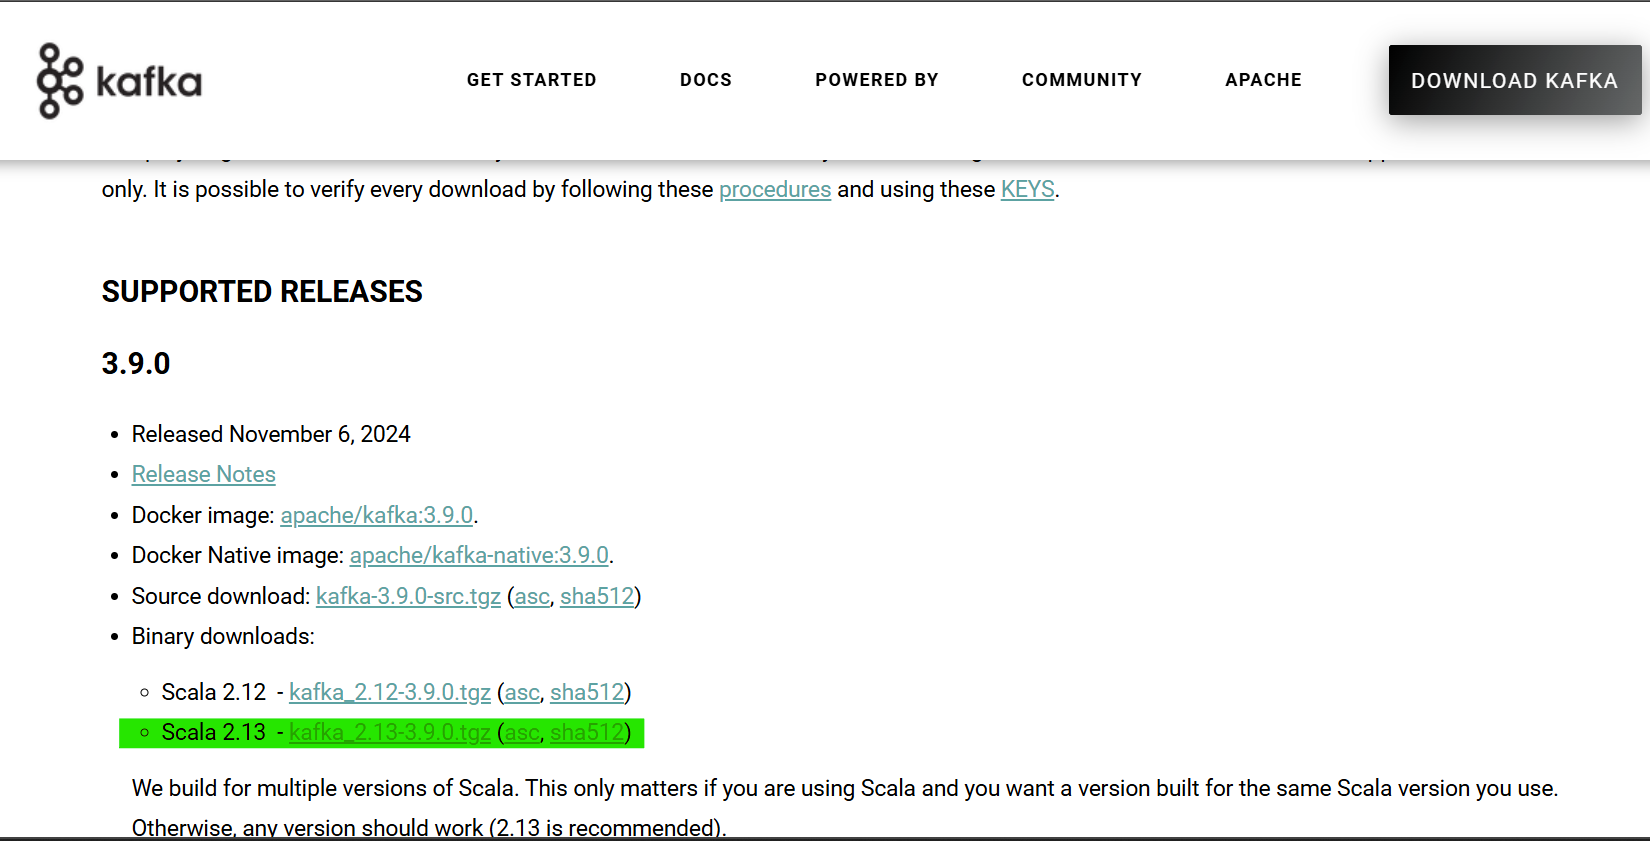 kafka
GET STARTED
DOCS
POWERED BY
COMMUNITY
APACHE
DOWNLOAD KAFKA
only. It is possible to verify every download by following these procedures and using these KEYS.
SUPPORTED RELEASES
3.9.0
• Released November 6, 2024
• Release Notes
• Docker image: apache/kafka:3.9.0.
• Docker Native image: apache/kafka-native:3.9.0.
• Source download: kafka-3.9.0-src.tgz (asc, sha512)
• Binary downloads:
◦ Scala 2.12 - kafka_2.12-3.9.0.tgz (asc, sha512)
◦ Scala 2.13 - kafka_2.13-3.9.0.tgz (asc, sha512)
We build for multiple versions of Scala. This only matters if you are using Scala and you want a version built for the same Scala version you use.
Otherwise, any version should work (2.13 is recommended).